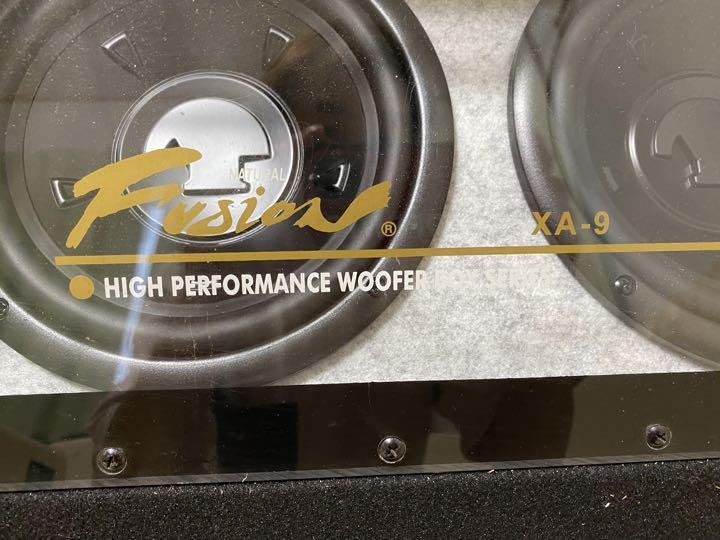 NATURAL
Fusion®
XA-9
HIGH PERFORMANCE WOOFER